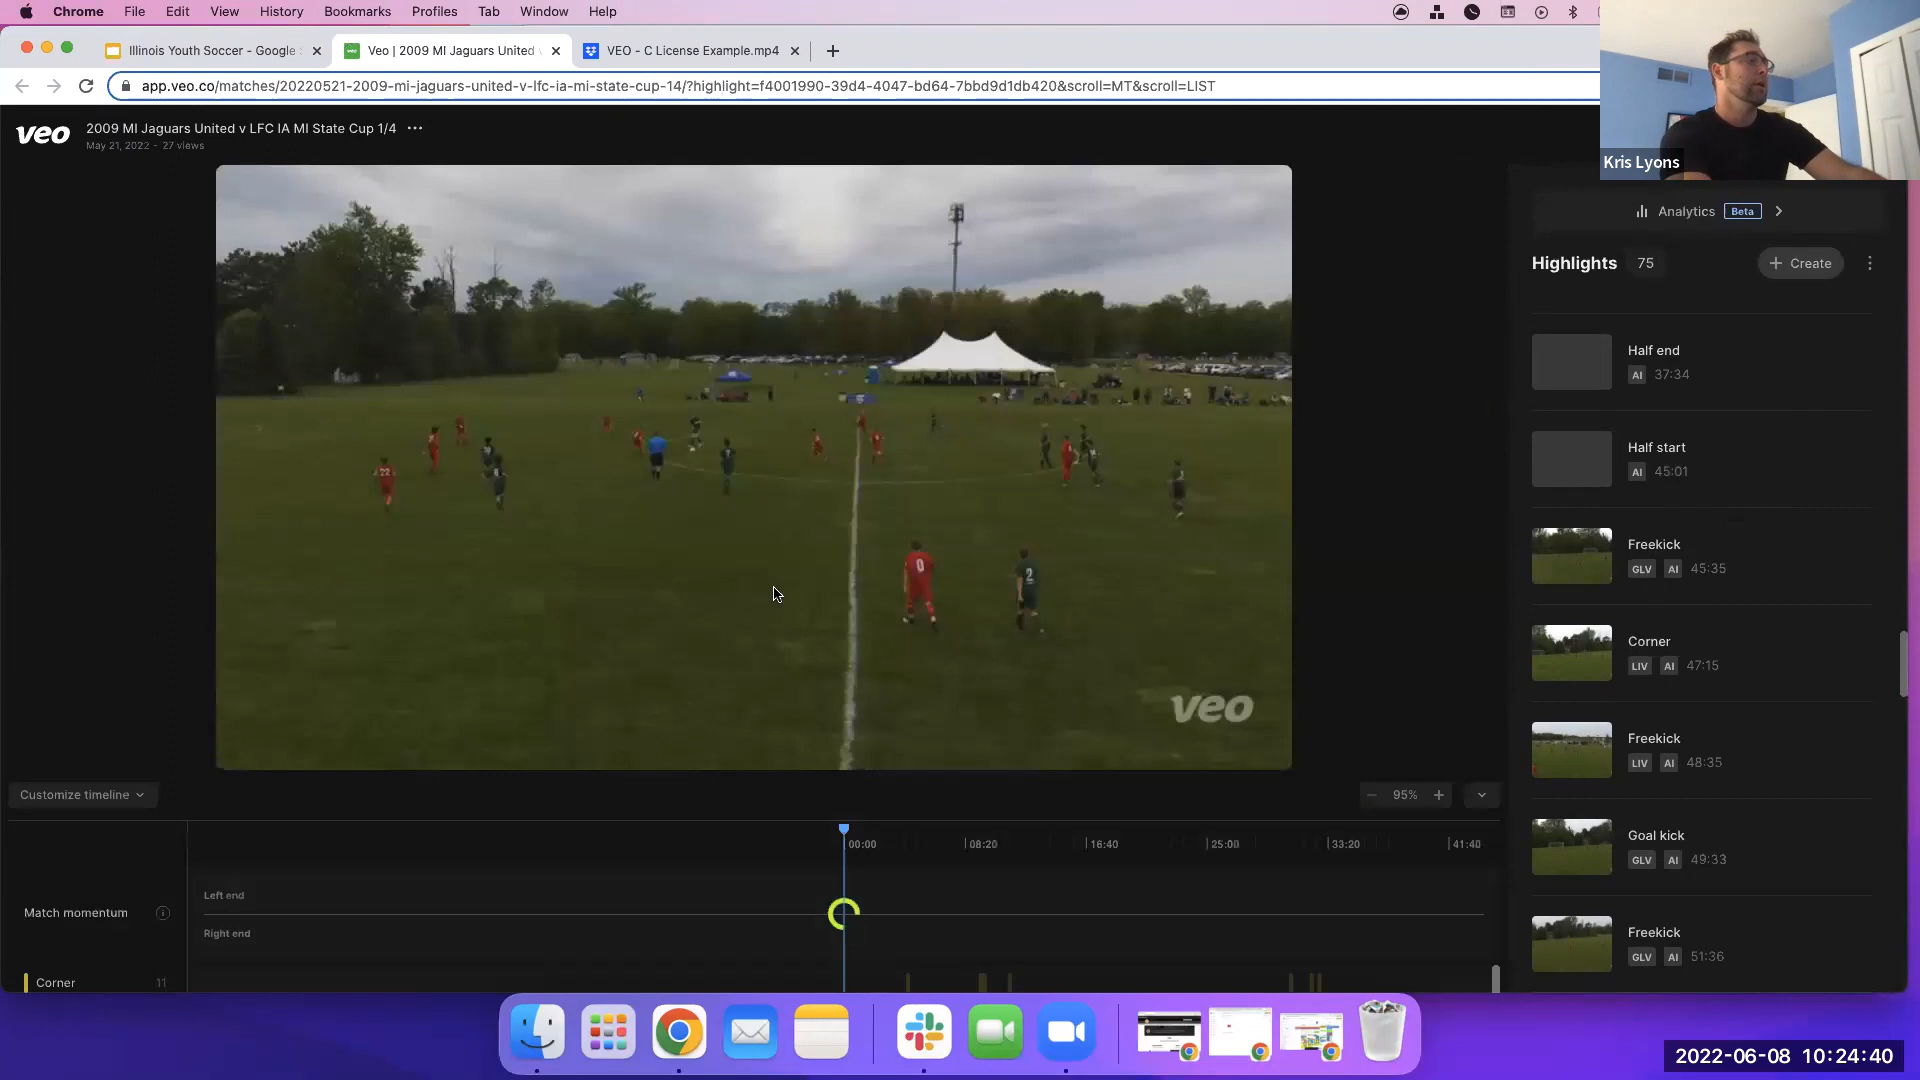 Chrome File Edit View History Bookmarks Profiles Tab Window Help
Illinois Youth Soccer - Google
Veo | 2009 MI Jaguars United
VEO - C License Example.mp4
app.veo.co/matches/20220521-2009-mi-jaguars-united-v-lfc-ia-mi-state-cup-14/?highlight=f4001990-39d4-4047-bd64-7bbd9d1db420&scroll=MT&scroll=LIST
Kris Lyons
veo
2009 MI Jaguars United v LFC IA MI State Cup 1/4 ...
May 21, 2022 - 27 views
Analytics Beta
Highlights 75
+ Create
Half end
AI 37:34
Half start
AI 45:01
Freekick
GLV AI 45:35
Corner
LIV AI 47:15
Freekick
LIV AI 48:35
Goal kick
GLV AI 49:33
Freekick
GLV AI 51:36
22
0
2
veo
Customize timeline
95%
00:00 08:20 16:40 25:00 33:20 41:40
Left end
Match momentum
Right end
Corner 11
2022-06-08 10:24:40